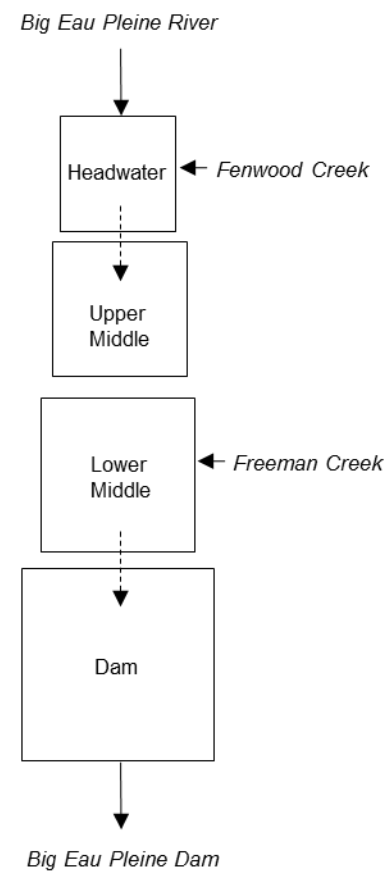 Big Eau Pleine River
Headwater
Fenwood Creek
Upper
Middle
Lower
Middle
Freeman Creek
Dam
Big Eau Pleine Dam